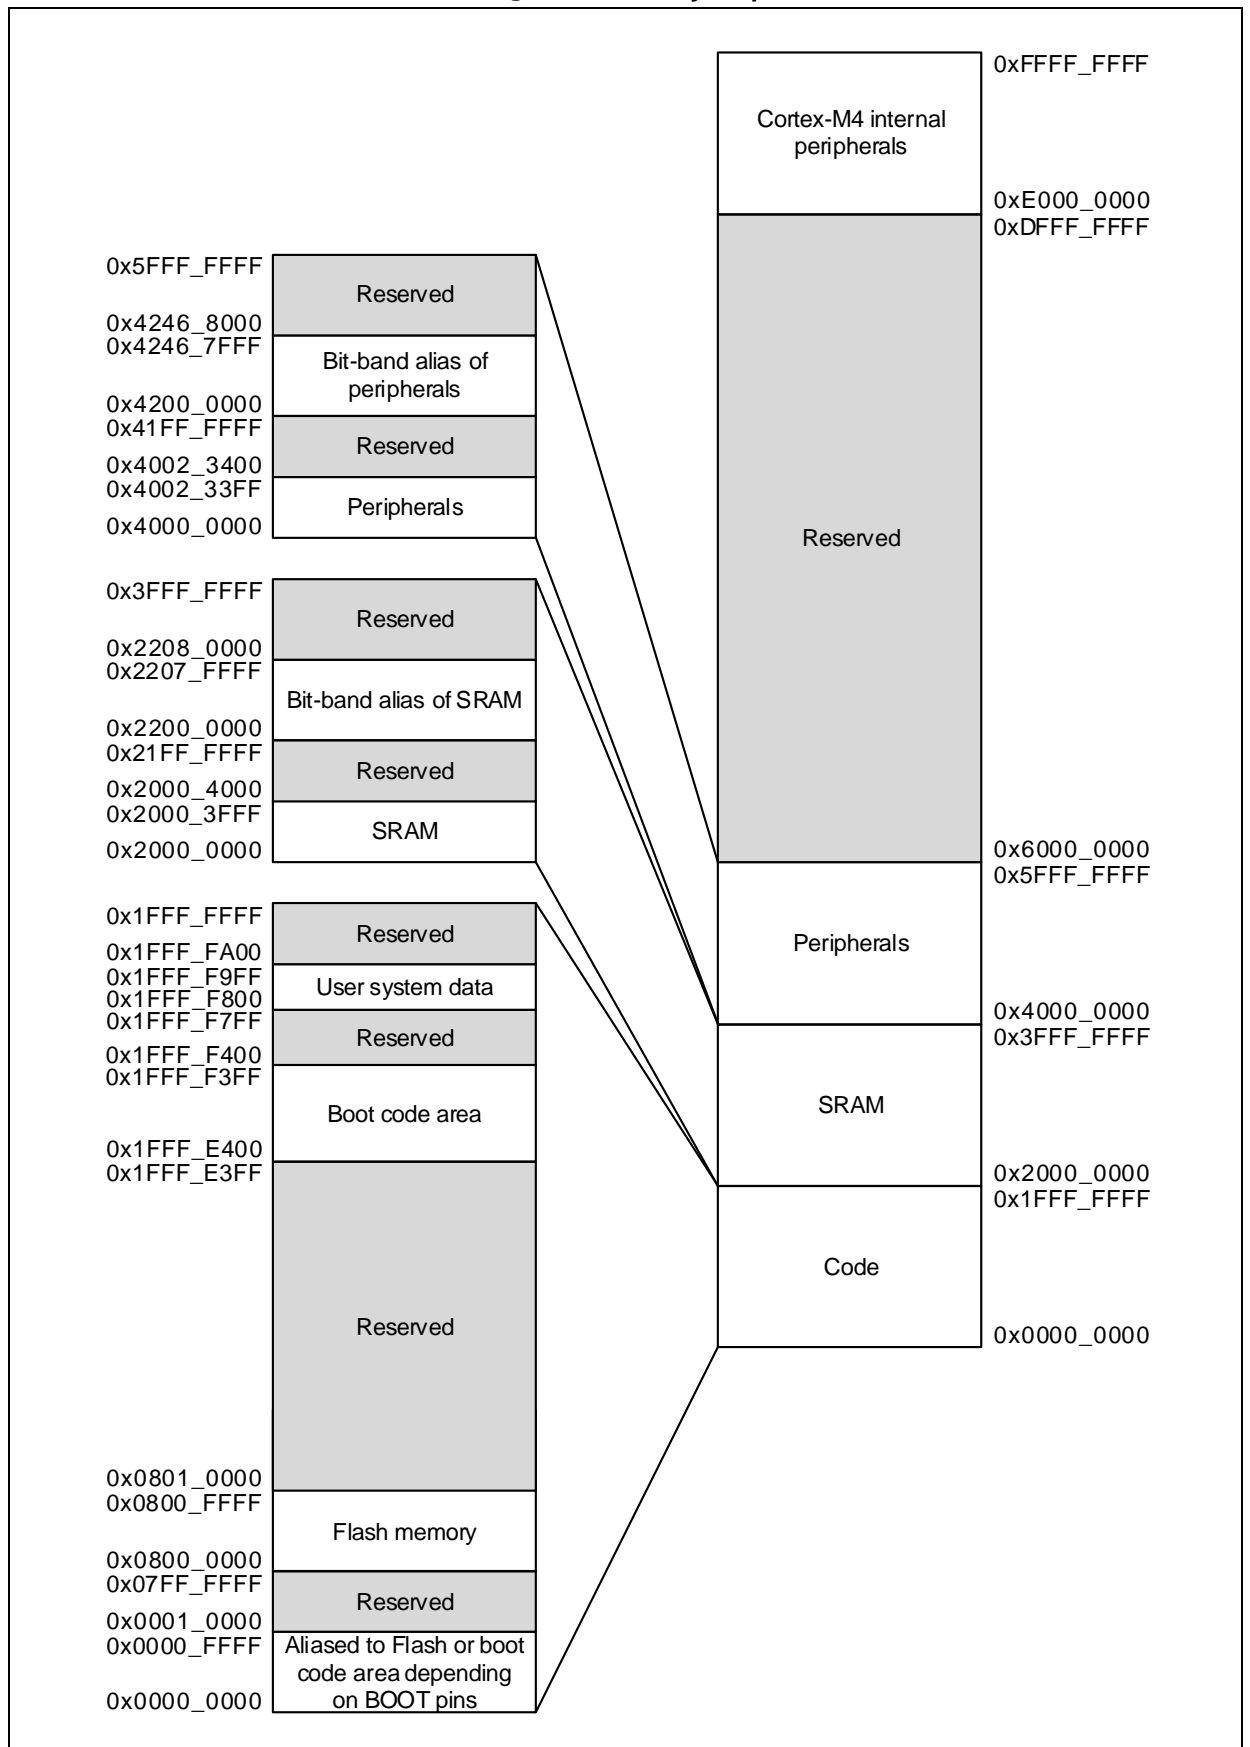 0xFFFF_FFFF
Cortex-M4 internal
peripherals
0xE000_0000
0xDFFF_FFFF
Reserved
0x6000_0000
0x5FFF_FFFF
Peripherals
0x4000_0000
0x3FFF_FFFF
SRAM
0x2000_0000
0x1FFF_FFFF
Code
0x0000_0000
0x5FFF_FFFF
Reserved
0x4246_8000
0x4246_7FFF
Bit-band alias of
peripherals
0x4200_0000
0x41FF_FFFF
Reserved
0x4002_3400
0x4002_33FF
Peripherals
0x4000_0000
0x3FFF_FFFF
Reserved
0x2208_0000
0x2207_FFFF
Bit-band alias of SRAM
0x2200_0000
0x21FF_FFFF
Reserved
0x2000_4000
0x2000_3FFF
SRAM
0x2000_0000
0x1FFF_FFFF
Reserved
0x1FFF_FA00
0x1FFF_F9FF
User system data
0x1FFF_F800
0x1FFF_F7FF
Reserved
0x1FFF_F400
0x1FFF_F3FF
Boot code area
0x1FFF_E400
0x1FFF_E3FF
Reserved
0x0801_0000
0x0800_FFFF
Flash memory
0x0800_0000
0x07FF_FFFF
Reserved
0x0001_0000
0x0000_FFFF
Aliased to Flash or boot
code area depending
on BOOT pins
0x0000_0000